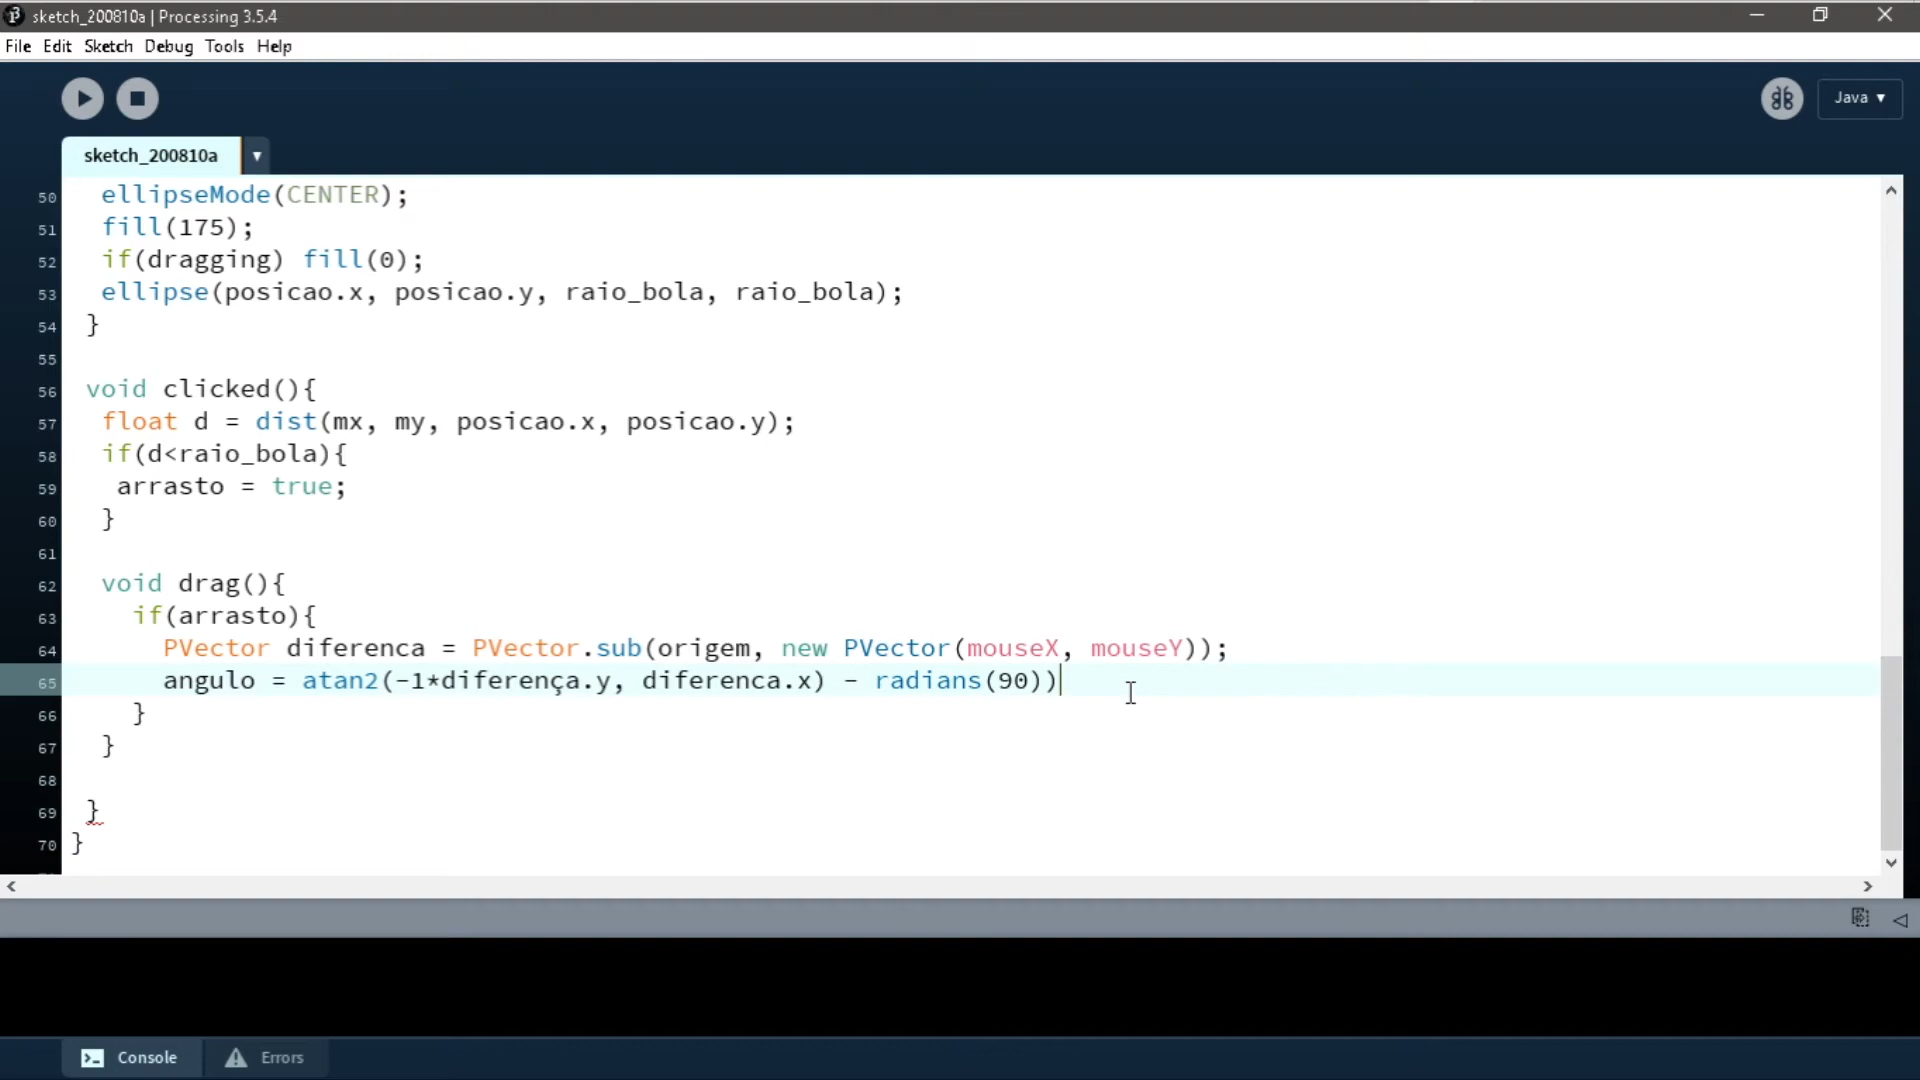 sketch_200810a | Processing 3.5.4
File Edit Sketch Debug Tools Help
Java ▼
sketch_200810a ▼
50 ellipseMode(CENTER);
51 fill(175);
52 if(dragging) fill(0);
53 ellipse(posicao.x, posicao.y, raio_bola, raio_bola);
54 }
55
56 void clicked(){
57 float d = dist(mx, my, posicao.x, posicao.y);
58 if(d<raio_bola){
59 arrasto = true;
60 }
61
62 void drag(){
63 if(arrasto){
64 PVector diferenca = PVector.sub(origem, new PVector(mouseX, mouseY));
65 angulo = atan2(-1*diferença.y, diferenca.x) - radians(90))
66 }
67 }
68
69 }
70 }
Console Errors